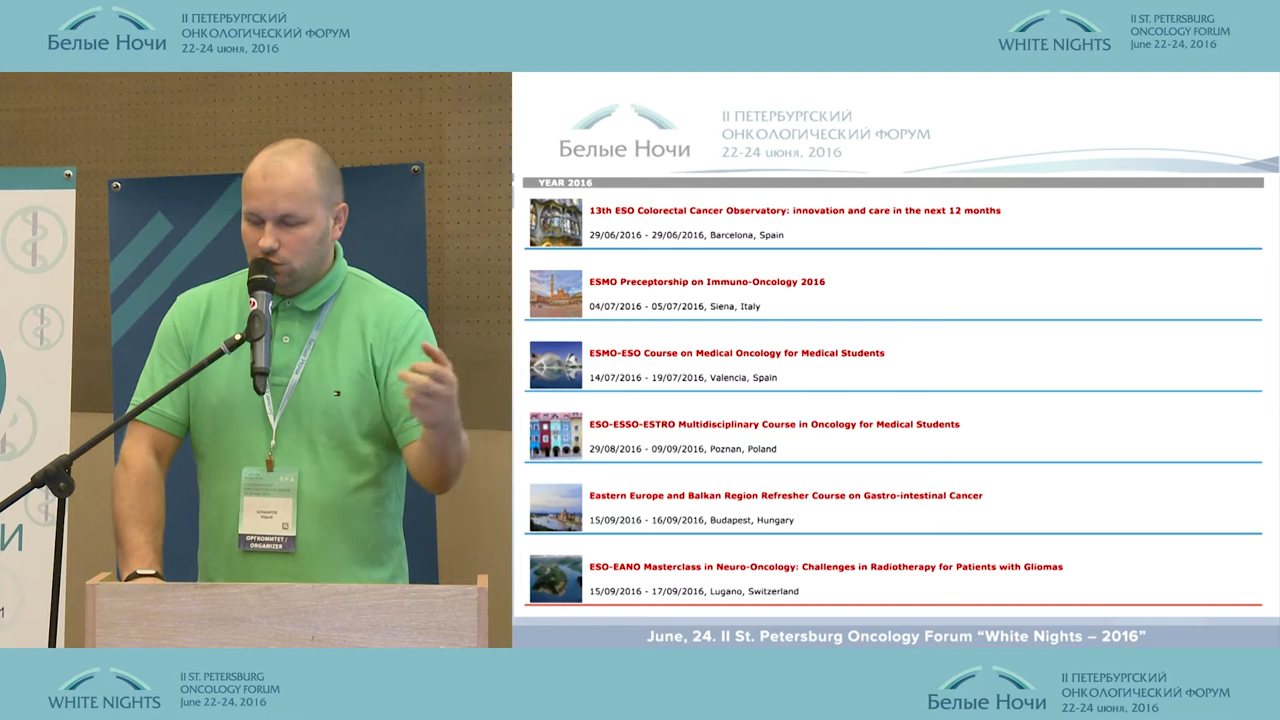 II ПЕТЕРБУРГСКИЙ
ОНКОЛОГИЧЕСКИЙ ФОРУМ
22-24 июня, 2016
Белые Ночи
II ST. PETERSBURG
ONCOLOGY FORUM
June 22-24, 2016
WHITE NIGHTS
II ПЕТЕРБУРГСКИЙ
ОНКОЛОГИЧЕСКИЙ ФОРУМ
22-24 июня, 2016
Белые Ночи
YEAR 2016
13th ESO Colorectal Cancer Observatory: innovation and care in the next 12 months
29/06/2016 - 29/06/2016, Barcelona, Spain
ESMO Preceptorship on Immuno-Oncology 2016
04/07/2016 - 05/07/2016, Siena, Italy
ESMO-ESO Course on Medical Oncology for Medical Students
14/07/2016 - 19/07/2016, Valencia, Spain
ESO-ESSO-ESTRO Multidisciplinary Course in Oncology for Medical Students
29/08/2016 - 09/09/2016, Poznan, Poland
Eastern Europe and Balkan Region Refresher Course on Gastro-intestinal Cancer
15/09/2016 - 16/09/2016, Budapest, Hungary
ESO-EANO Masterclass in Neuro-Oncology: Challenges in Radiotherapy for Patients with Gliomas
15/09/2016 - 17/09/2016, Lugano, Switzerland
June, 24. II St. Petersburg Oncology Forum “White Nights – 2016”
КОМАРОВ
Юрий
ОРГКОМИТЕТ /
ORGANIZER
II ST. PETERSBURG
ONCOLOGY FORUM
June 22-24, 2016
WHITE NIGHTS
II ПЕТЕРБУРГСКИЙ
ОНКОЛОГИЧЕСКИЙ ФОРУМ
22-24 июня, 2016
Белые Ночи